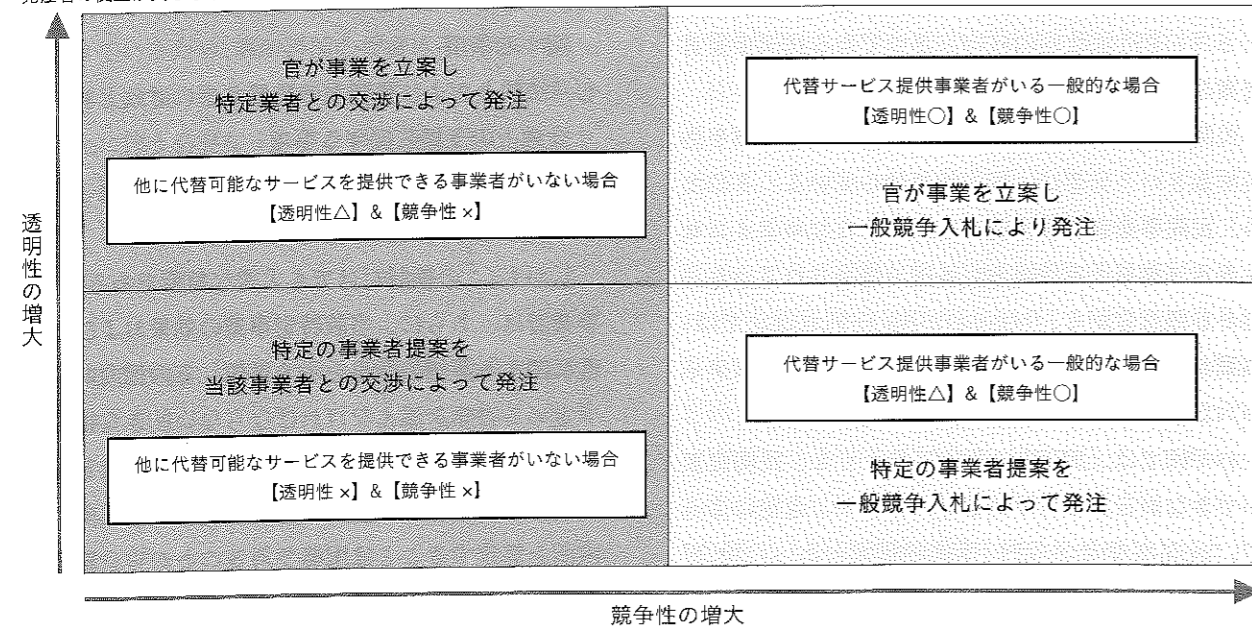 官が事業を立案し
特定業者との交渉によって発注
他に代替可能なサービスを提供できる事業者がいない場合
【透明性△】&【競争性×】
代替サービス提供事業者がいる一般的な場合
【透明性○】&【競争性○】
官が事業を立案し
一般競争入札により発注
透明性の増大
特定の事業者提案を
当該事業者との交渉によって発注
他に代替可能なサービスを提供できる事業者がいない場合
【透明性×】&【競争性×】
代替サービス提供事業者がいる一般的な場合
【透明性△】&【競争性○】
特定の事業者提案を
一般競争入札によって発注
競争性の増大